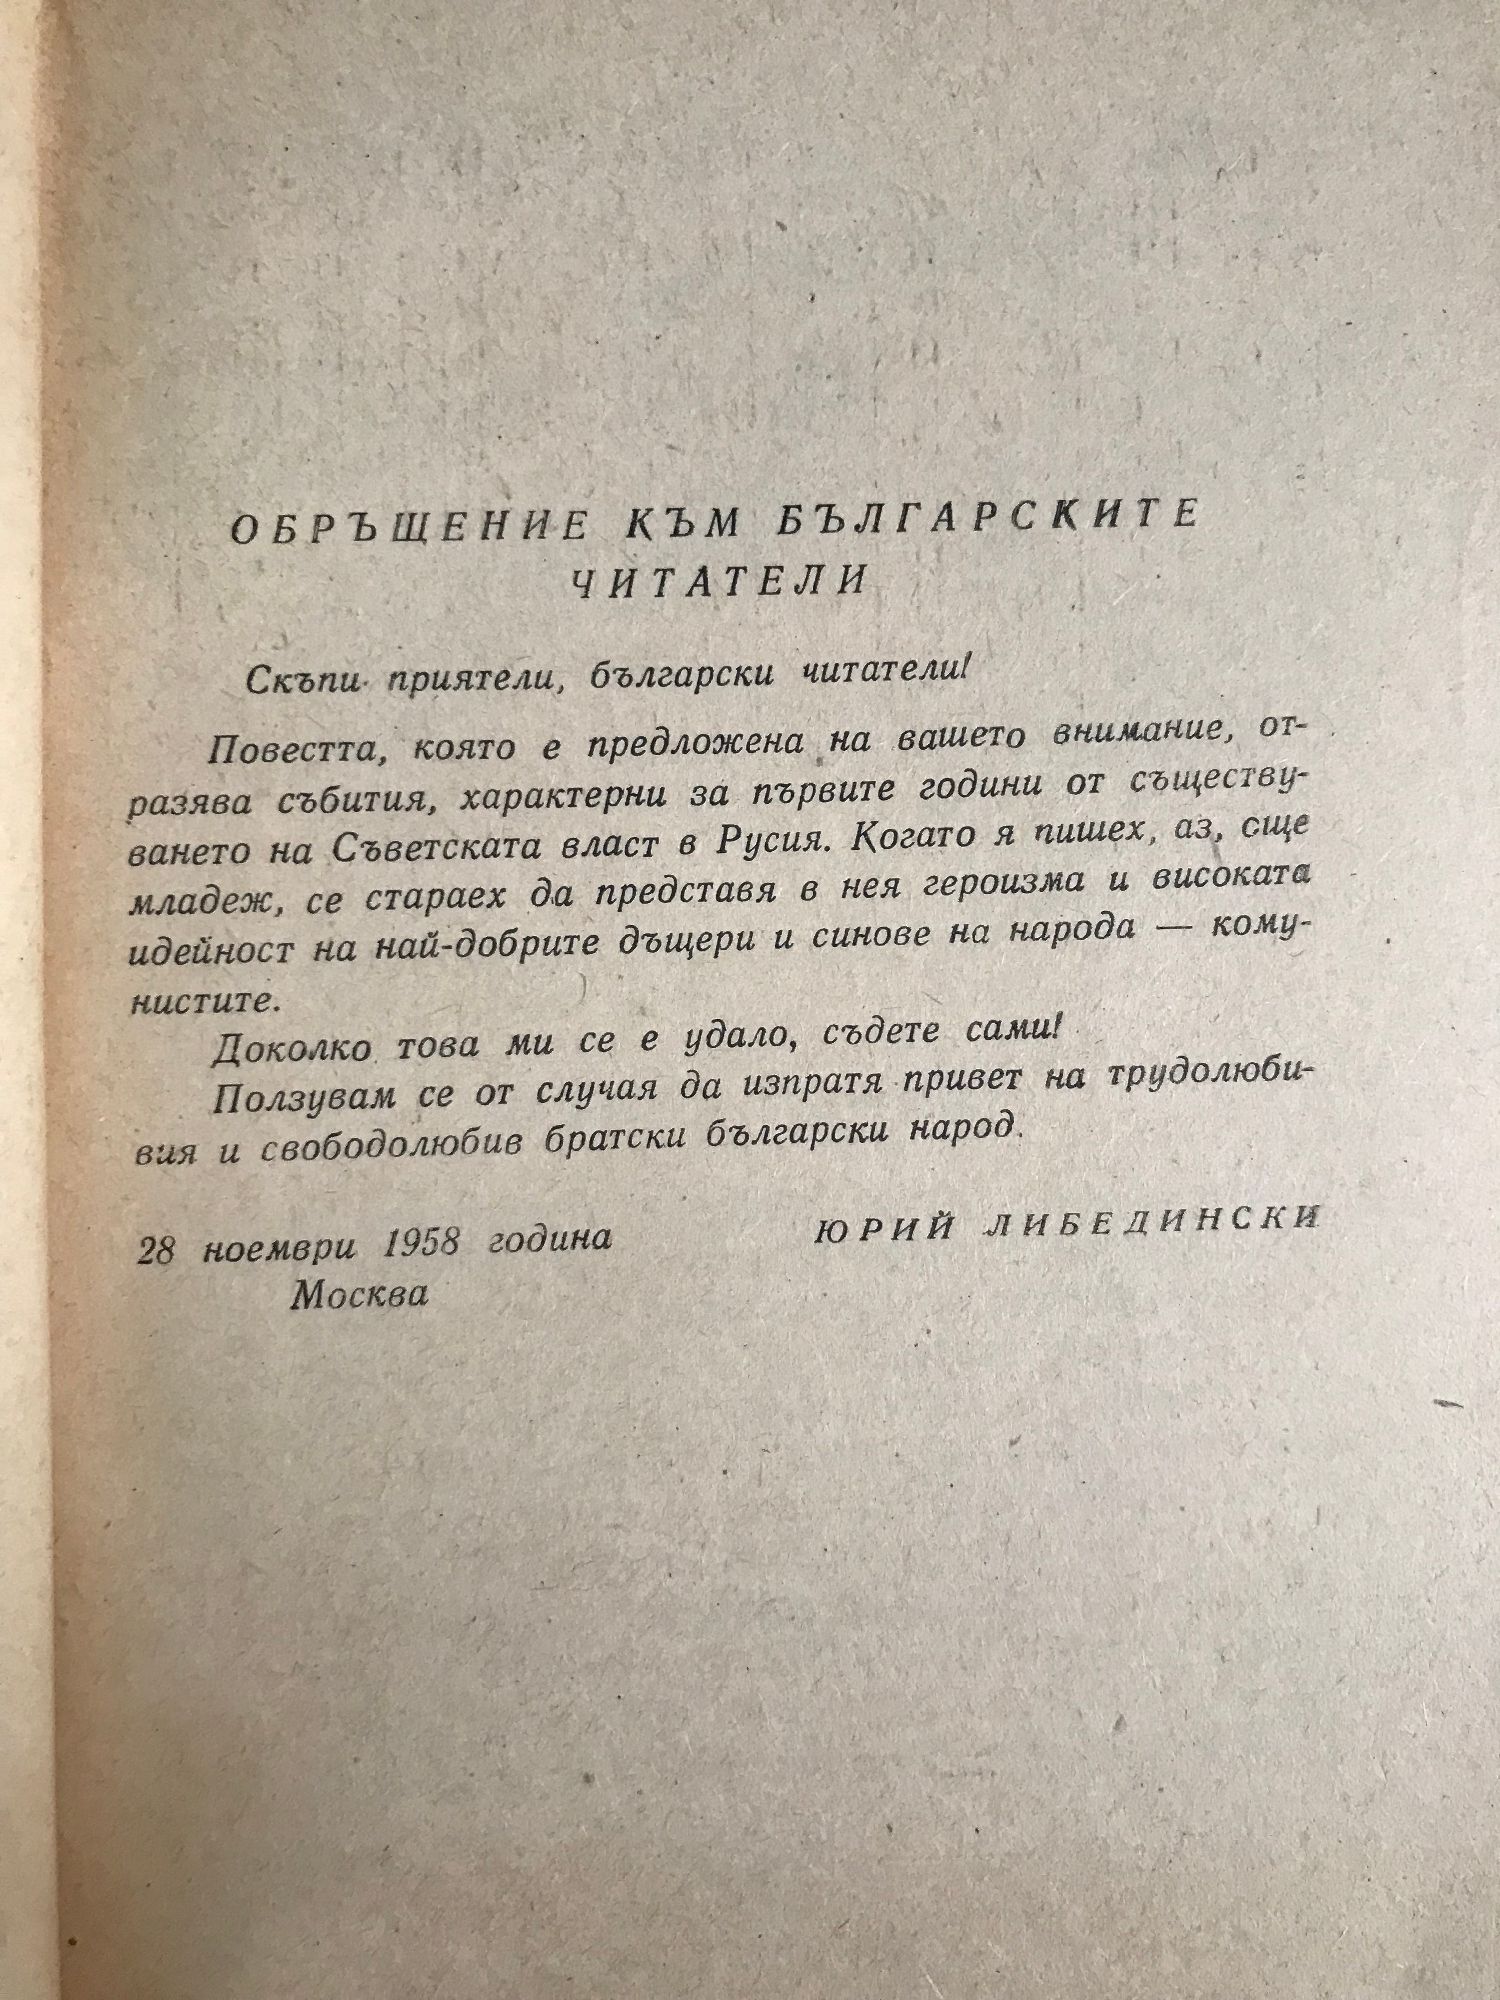 ОБРЪЩЕНИЕ КЪМ БЪЛГАРСКИТЕ
ЧИТАТЕЛИ
Скъпи приятели, български читатели!
Повестта, която е предложена на вашето внимание, от-
разява събития, характерни за първите години от съществу-
ването на Съветската власт в Русия. Когато я пишех, аз, още
младеж, се стараех да представя в нея героизма и високата
идейност на най-добрите дъщери и синове на народа — кому-
нистите.
Доколко това ми се е удало, съдете сами!
Ползувам се от случая да изпратя привет на трудолюби-
вия и свободолюбив братски български народ.
28 ноември 1958 година ЮРИЙ ЛИБЕДИНСКИ
Москва